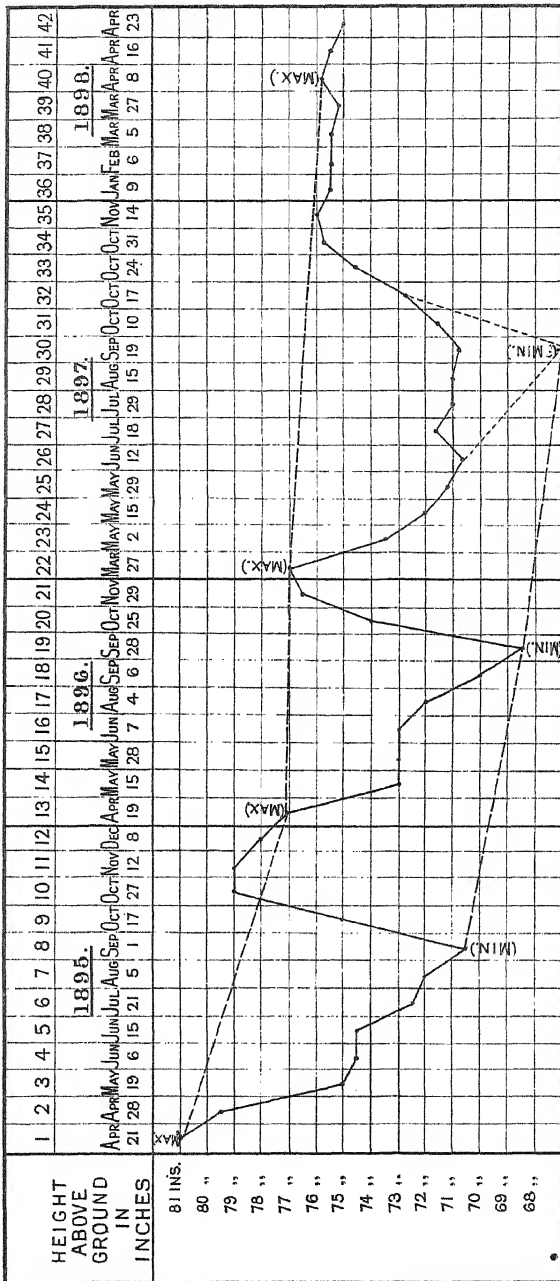 1 2 3 4 5 6 7 8 9 10 11 12 13 14 15 16 17 18 19 20 21 22 23 24 25 26 27 28 29 30 31 32 33 34 35 36 37 38 39 40 41 42
HEIGHT
ABOVE
GROUND
IN
INCHES
1895. 1896. 1897. 1898.
APR APR MAY JUN JUN JUL AUG SEP OCT OCT NOV DEC APR MAY MAY JUN AUG SEP SEP OCT NOV MAR MAY MAY MAY JUN JUL JUL AUG SEP OCT OCT OCT OCT NOV JAN FEB MAR MAR APR APR APR
21 28 19 6 15 21 5 1 17 27 12 8 19 15 28 7 4 6 28 25 29 27 2 15 29 12 18 29 15 19 10 17 24 31 14 9 6 5 27 8 16 23
81 INS.
80 "
79 "
78 "
77 "
76 "
75 "
74 "
73 "
72 "
71 "
70 "
69 "
68 "
(MAX)
(MIN.)
(MAX)
(MIN.)
(MAX.)
(? MIN.)
(MAX.)